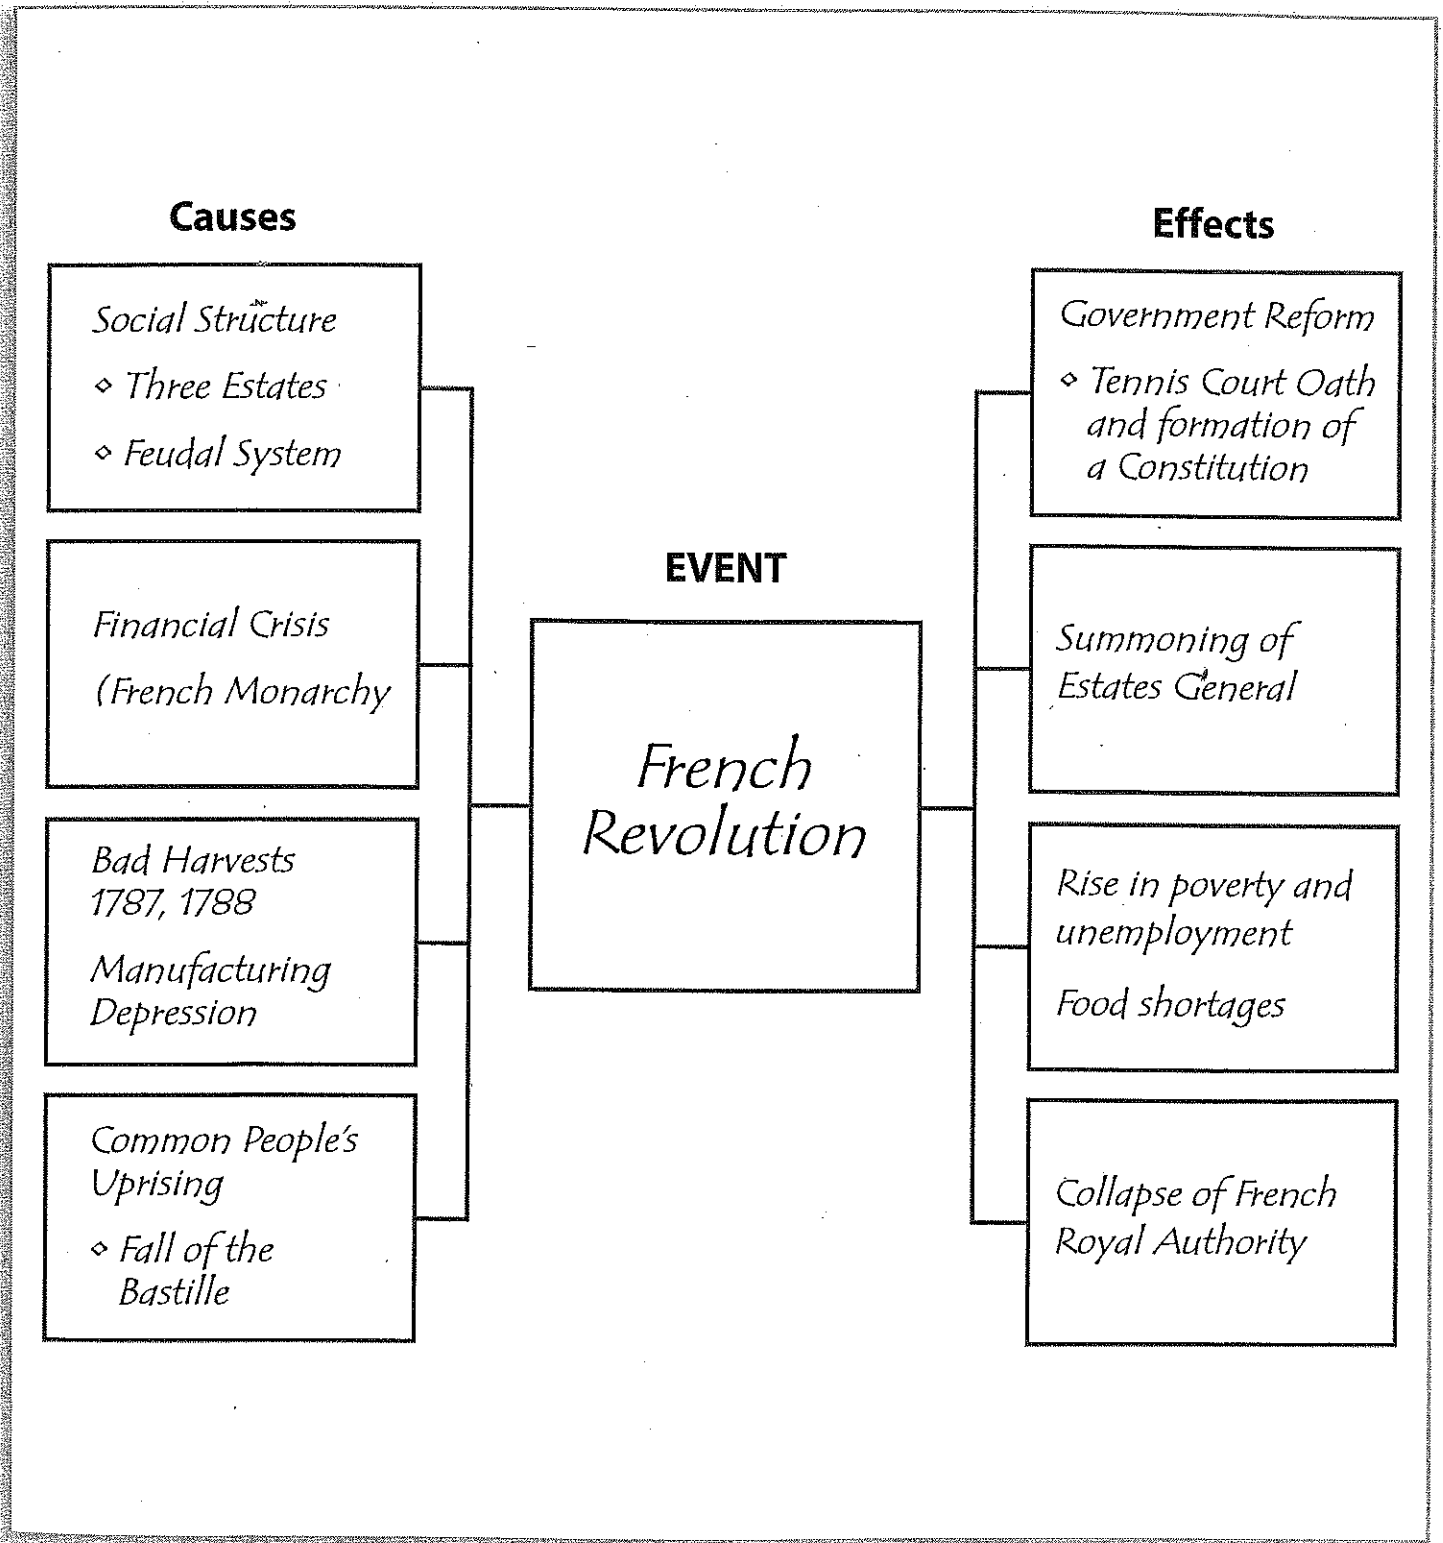 Causes
Social Structure
◇ Three Estates
◇ Feudal System
Financial Crisis
(French Monarchy
Bad Harvests
1787, 1788
Manufacturing
Depression
Common People's
Uprising
◇ Fall of the
Bastille
EVENT
French
Revolution
Effects
Government Reform
◇ Tennis Court Oath
and formation of
a Constitution
Summoning of
Estates General
Rise in poverty and
unemployment
Food shortages
Collapse of French
Royal Authority